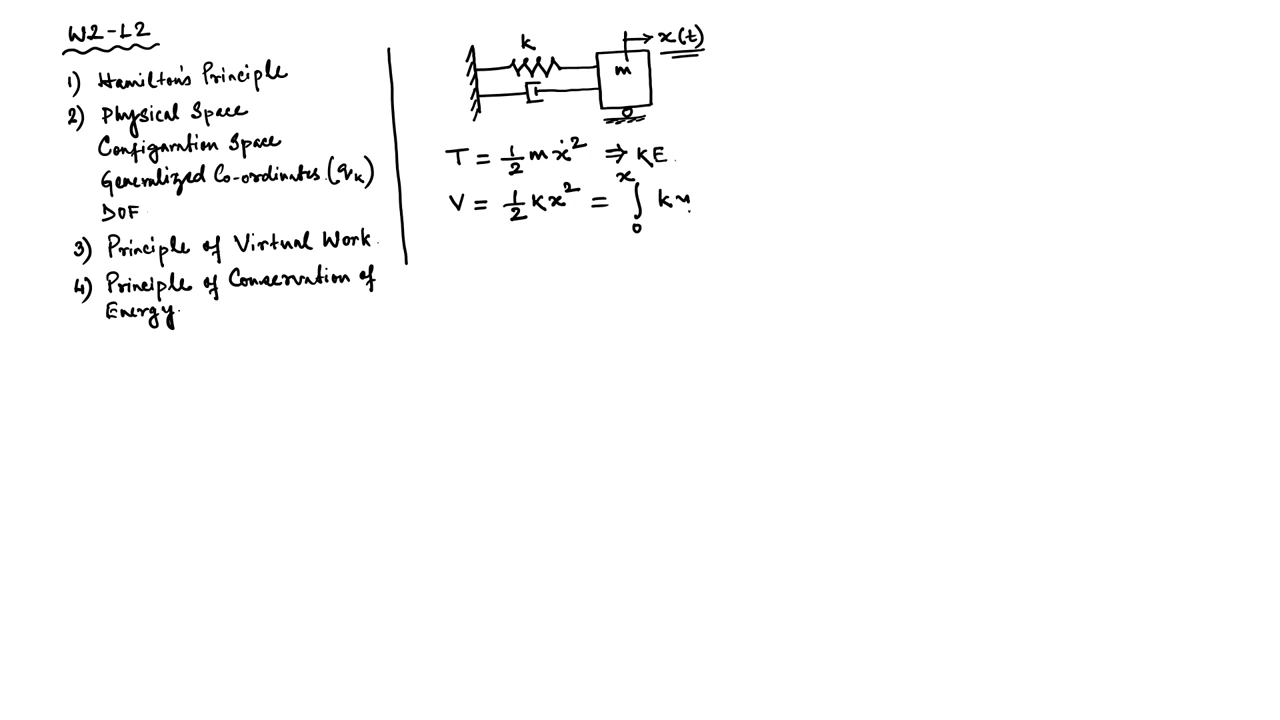 W2-L2
1) Hamilton's Principle
2) Physical Space
Configuration Space
Generalized Co-ordinates (qₖ)
DOF
3) Principle of Virtual Work
4) Principle of Conservation of
Energy.
k
x(t)
m
T = 1/2 m ẋ² ⇒ KE.
V = 1/2 k x² = ∫₀ˣ k